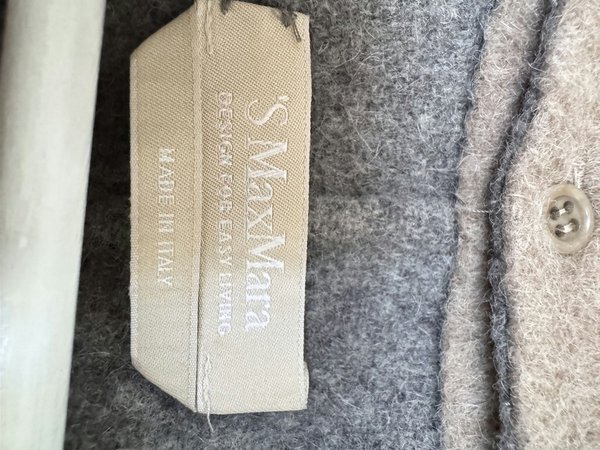 'S MaxMara
DESIGN FOR EASY LIVING
MADE IN ITALY